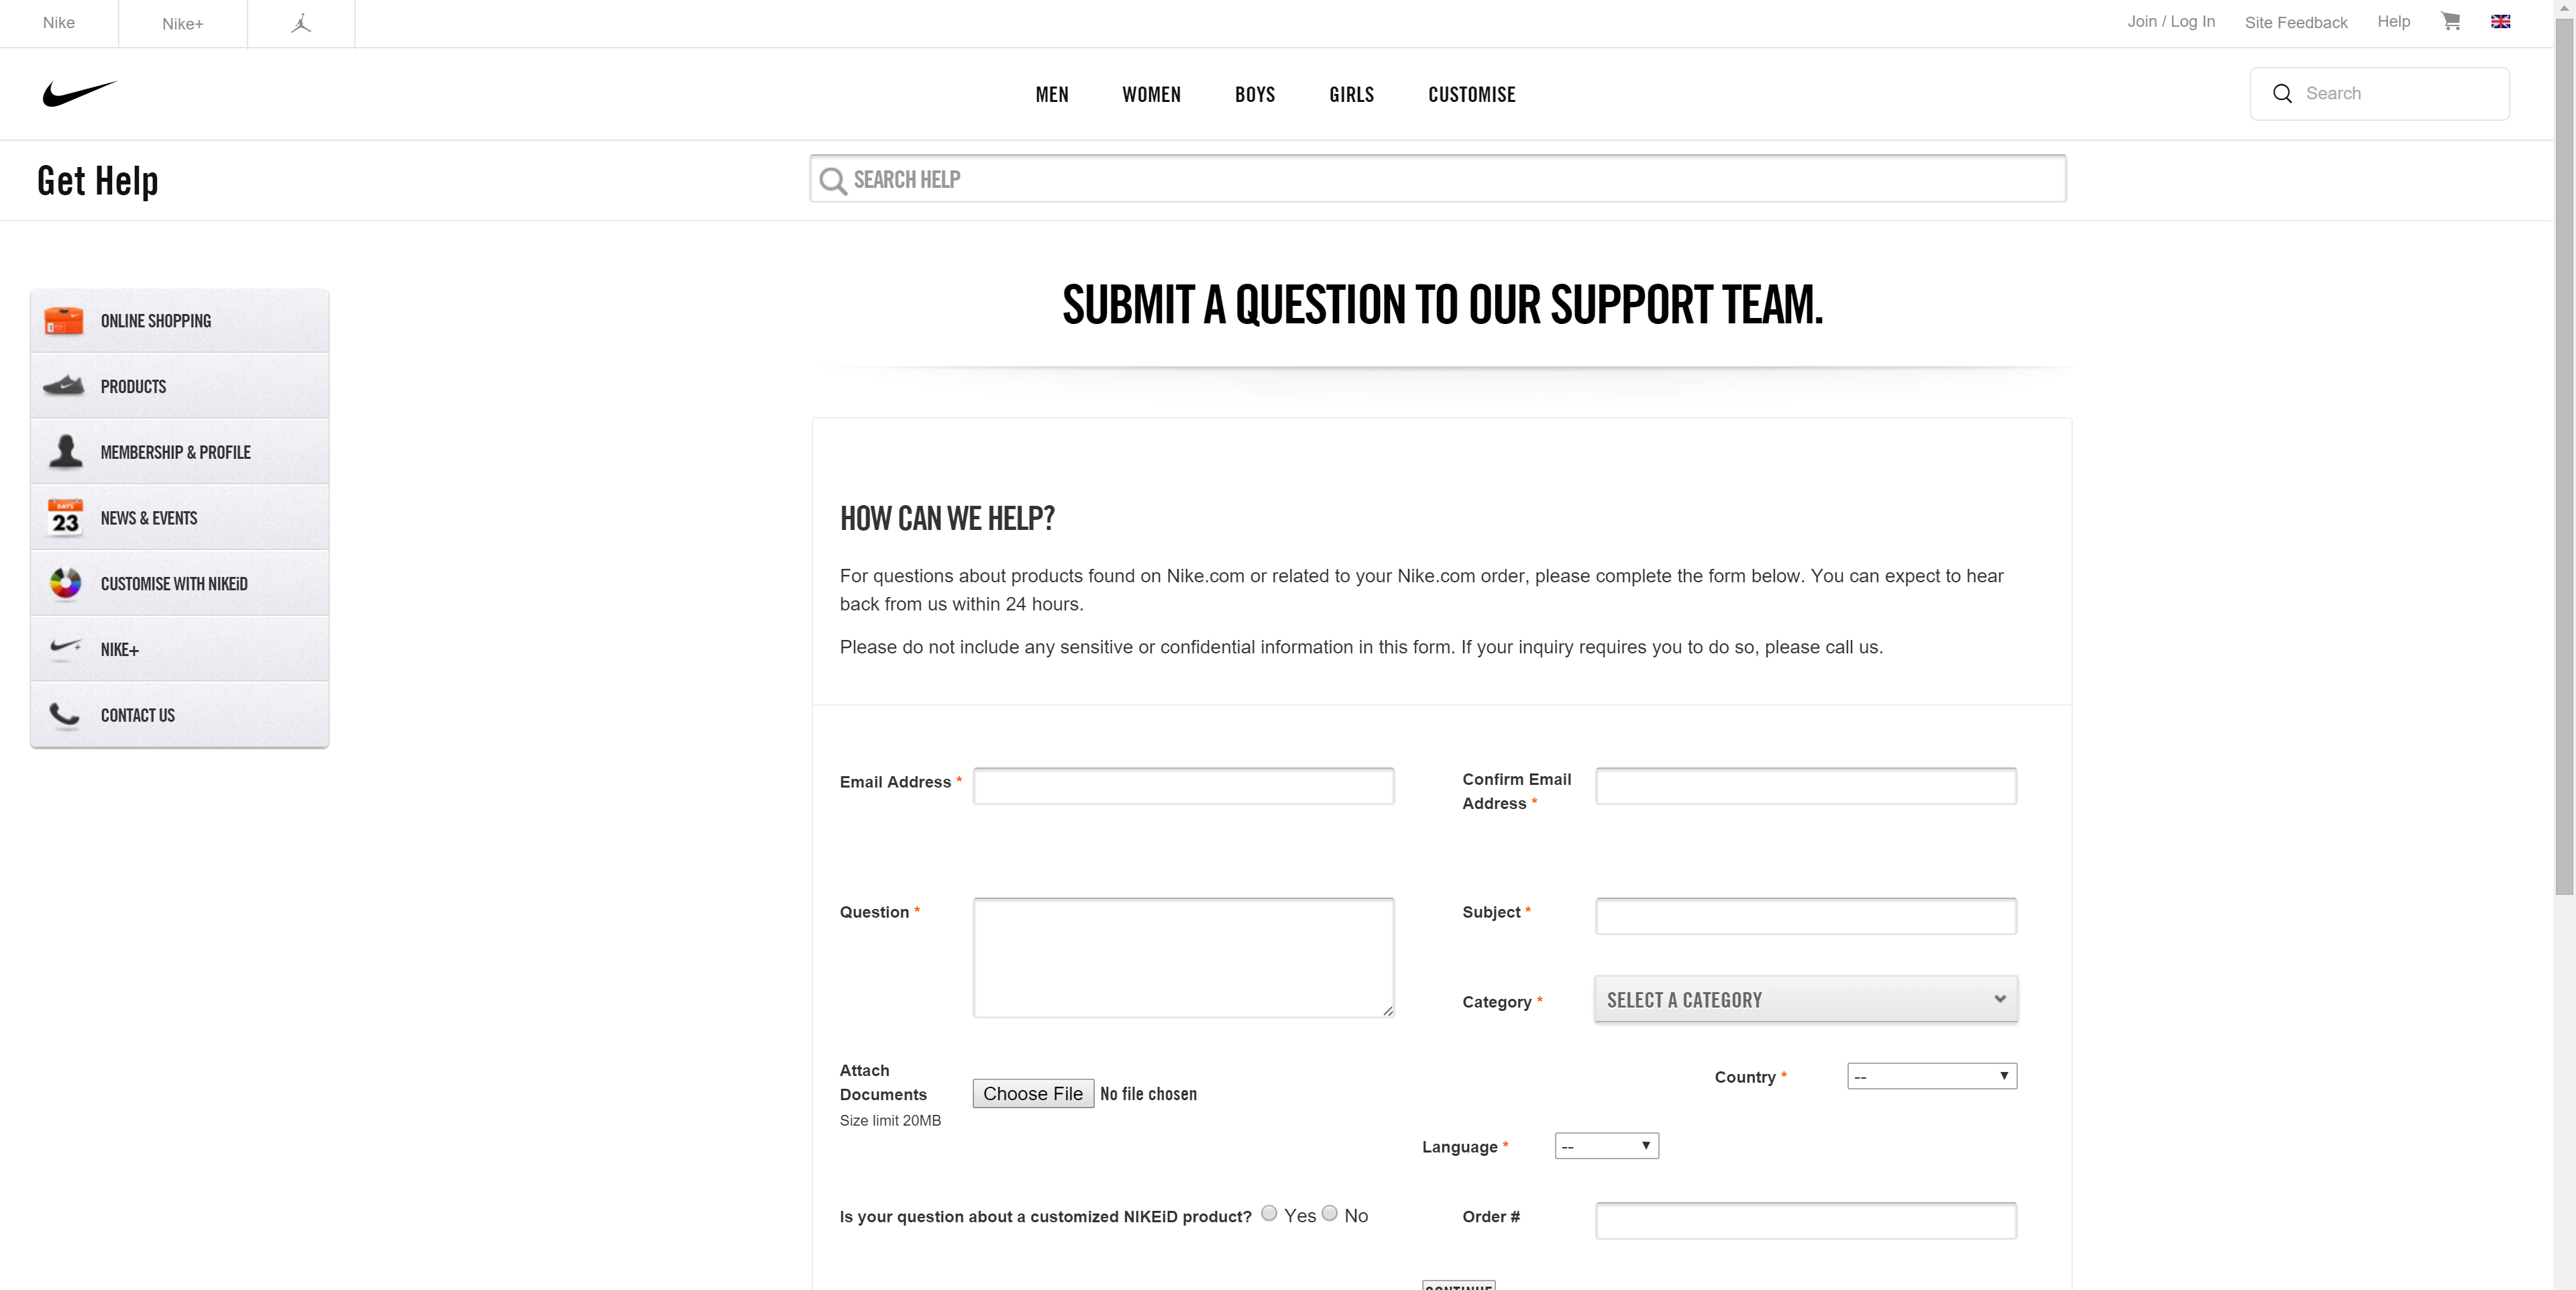 Nike
Nike+
Join / Log In
Site Feedback
Help
MEN
WOMEN
BOYS
GIRLS
CUSTOMISE
Search
Get Help
SEARCH HELP
ONLINE SHOPPING
PRODUCTS
MEMBERSHIP & PROFILE
DAYS
23
NEWS & EVENTS
CUSTOMISE WITH NIKEiD
NIKE+
CONTACT US
SUBMIT A QUESTION TO OUR SUPPORT TEAM.
HOW CAN WE HELP?
For questions about products found on Nike.com or related to your Nike.com order, please complete the form below. You can expect to hear
back from us within 24 hours.
Please do not include any sensitive or confidential information in this form. If your inquiry requires you to do so, please call us.
Email Address *
Confirm Email
Address *
Question *
Subject *
Category *
SELECT A CATEGORY
Attach
Documents
Size limit 20MB
Choose File No file chosen
Country *
--
Language *
--
Is your question about a customized NIKEiD product? Yes No
Order #
CONTINUE